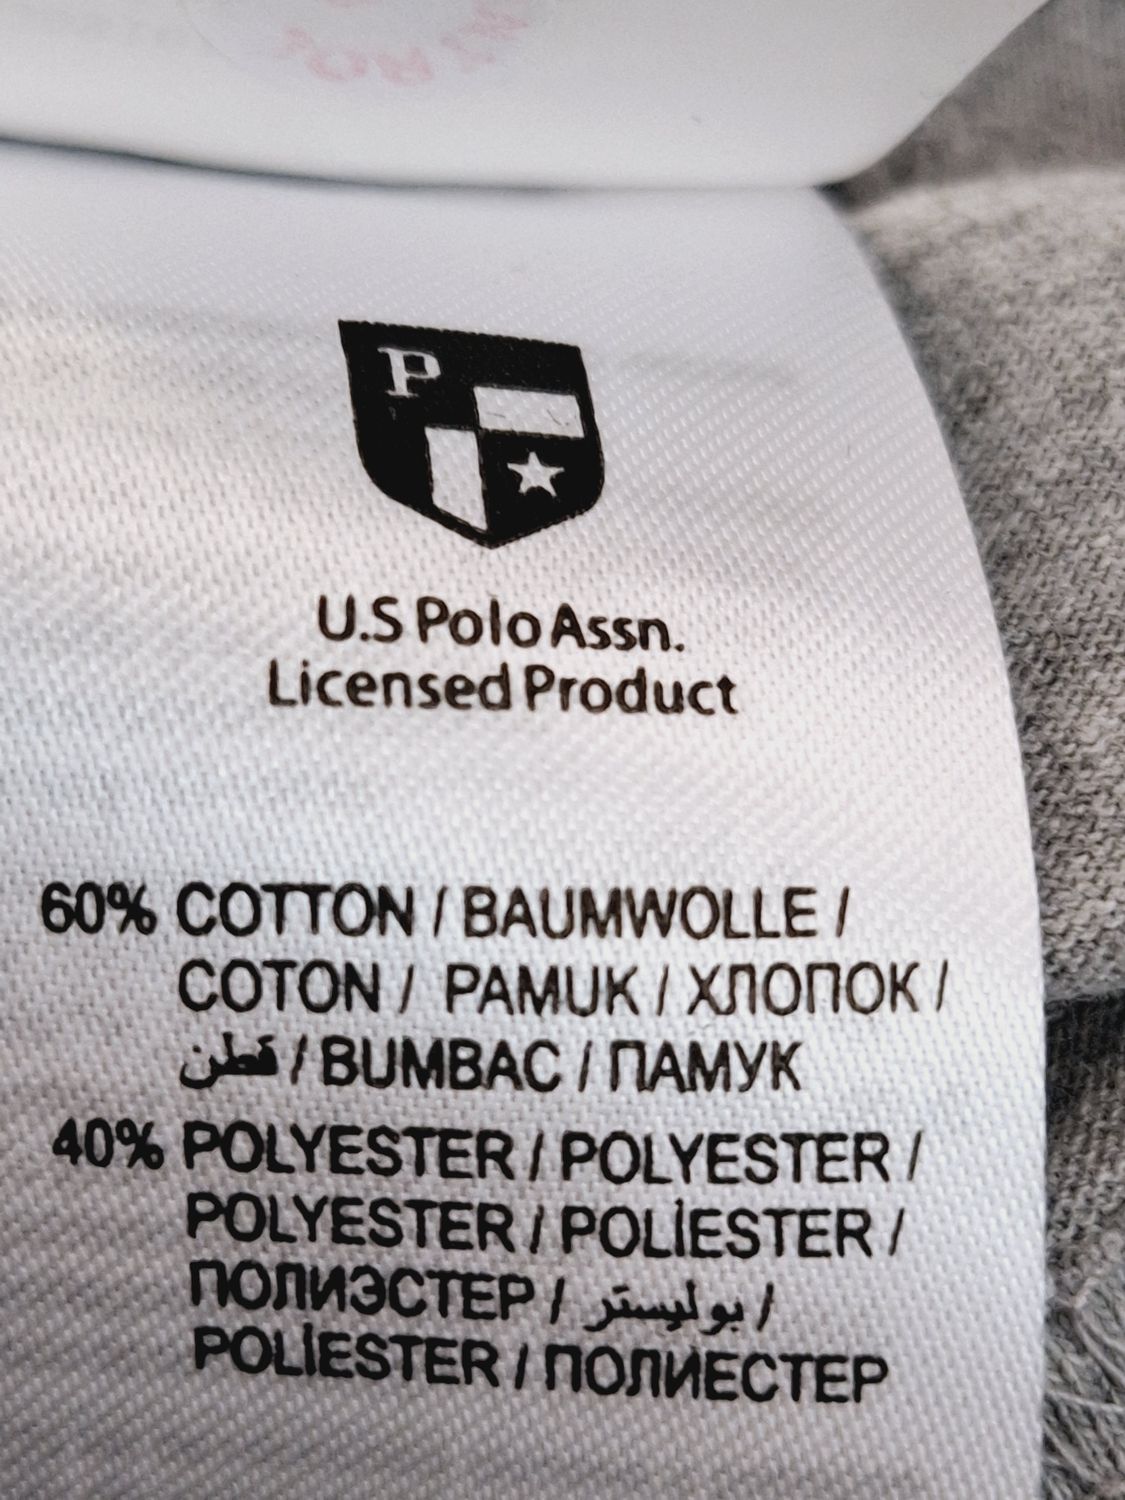 P
U.S Polo Assn.
Licensed Product
60% COTTON / BAUMWOLLE /
COTON / PAMUK / ХЛОПОК /
قطن / BUMBAC / ПАМУК
40% POLYESTER / POLYESTER /
POLYESTER / POLİESTER /
ПОЛИЭСТЕР / بوليستر /
POLİESTER / ПОЛИЕСТЕР